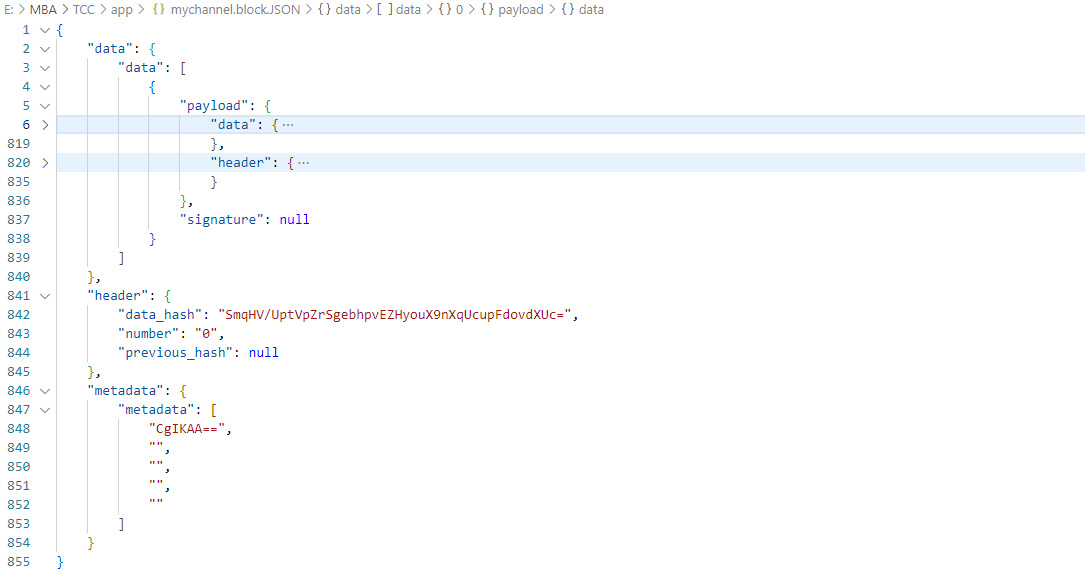 E: > MBA > TCC > app > {} mychannel.block.JSON > {} data > [ ] data > {} 0 > {} payload > {} data
1 {
2 "data": {
3 "data": [
4 {
5 "payload": {
6 "data": { ···
819 },
820 "header": { ···
835 }
836 },
837 "signature": null
838 }
839 ]
840 },
841 "header": {
842 "data_hash": "SmqHV/UptVpZrSgebhpvEZHyouX9nXqUcupFdovdXUc=",
843 "number": "0",
844 "previous_hash": null
845 },
846 "metadata": {
847 "metadata": [
848 "CgIKAA==",
849 "",
850 "",
851 "",
852 ""
853 ]
854 }
855 }